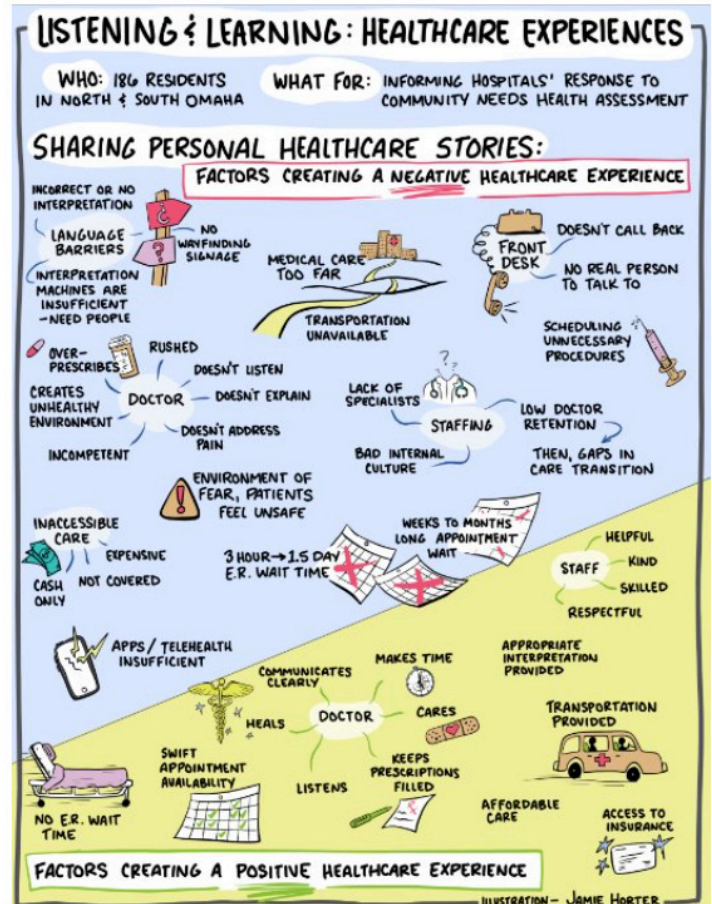 LISTENING & LEARNING: HEALTHCARE EXPERIENCES
WHO: 186 RESIDENTS
IN NORTH & SOUTH OMAHA
WHAT FOR: INFORMING HOSPITALS' RESPONSE TO
COMMUNITY NEEDS HEALTH ASSESSMENT
SHARING PERSONAL HEALTHCARE STORIES:
FACTORS CREATING A NEGATIVE HEALTHCARE EXPERIENCE
INCORRECT OR NO
INTERPRETATION
LANGUAGE
BARRIERS
¿
?
NO
WAYFINDING
SIGNAGE
INTERPRETATION
MACHINES ARE
INSUFFICIENT
-NEED PEOPLE
MEDICAL CARE
TOO FAR
TRANSPORTATION
UNAVAILABLE
FRONT
DESK
DOESN'T CALL BACK
NO REAL PERSON
TO TALK TO
SCHEDULING
UNNECESSARY
PROCEDURES
OVER-
PRESCRIBES
RUSHED
DOESN'T LISTEN
DOCTOR
DOESN'T EXPLAIN
CREATES
UNHEALTHY
ENVIRONMENT
DOESN'T ADDRESS
PAIN
INCOMPETENT
??
LACK OF
SPECIALISTS
STAFFING
LOW DOCTOR
RETENTION
BAD INTERNAL
CULTURE
THEN, GAPS IN
CARE TRANSITION
!
ENVIRONMENT OF
FEAR, PATIENTS
FEEL UNSAFE
INACCESSIBLE
CARE
EXPENSIVE
NOT COVERED
CASH
ONLY
3 HOUR→1.5 DAY
E.R. WAIT TIME
WEEKS TO MONTHS
LONG APPOINTMENT
WAIT
APPS/TELEHEALTH
INSUFFICIENT
STAFF
HELPFUL
KIND
SKILLED
RESPECTFUL
COMMUNICATES
CLEARLY
MAKES TIME
DOCTOR
HEALS
CARES
LISTENS
KEEPS
PRESCRIPTIONS
FILLED
APPROPRIATE
INTERPRETATION
PROVIDED
TRANSPORTATION
PROVIDED
SWIFT
APPOINTMENT
AVAILABILITY
NO E.R. WAIT
TIME
AFFORDABLE
CARE
ACCESS TO
INSURANCE
FACTORS CREATING A POSITIVE HEALTHCARE EXPERIENCE
ILLUSTRATION- JAMIE HORTER